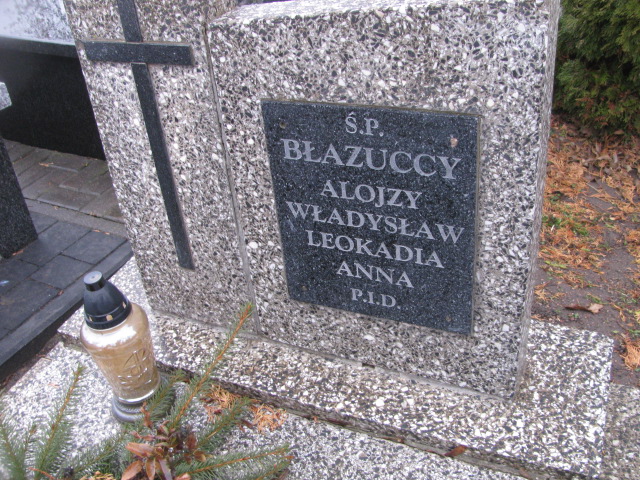 Ś.P.
BŁAZUCCY
ALOJZY
WŁADYSŁAW
LEOKADIA
ANNA
P.I.D.